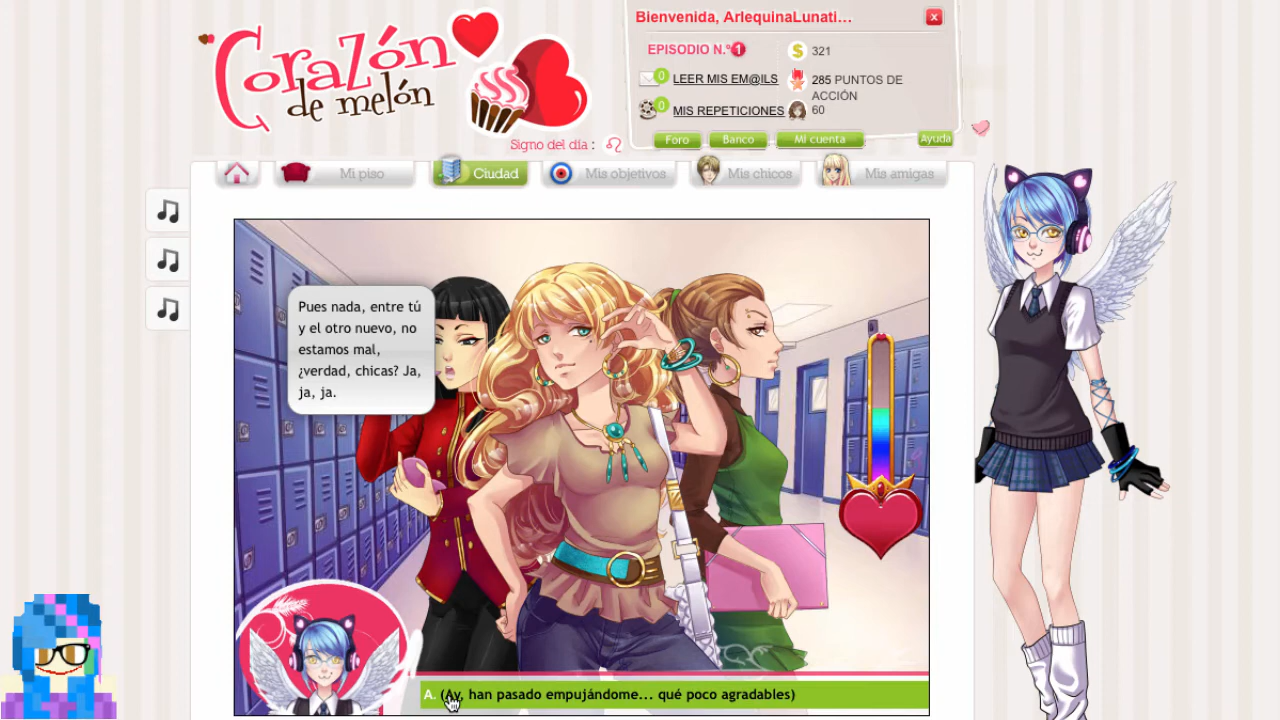 Corazón
de melón
Bienvenida, ArlequinaLunati...
x
EPISODIO N.º1
321
0 LEER MIS EM@ILS
285 PUNTOS DE
ACCIÓN
0 MIS REPETICIONES
60
Foro
Banco
Mi cuenta
Ayuda
Signo del día :
Mi piso
Ciudad
Mis objetivos
Mis chicos
Mis amigas
Pues nada, entre tú
y el otro nuevo, no
estamos mal,
¿verdad, chicas? Ja,
ja, ja.
A. (Ay, han pasado empujándome... qué poco agradables)